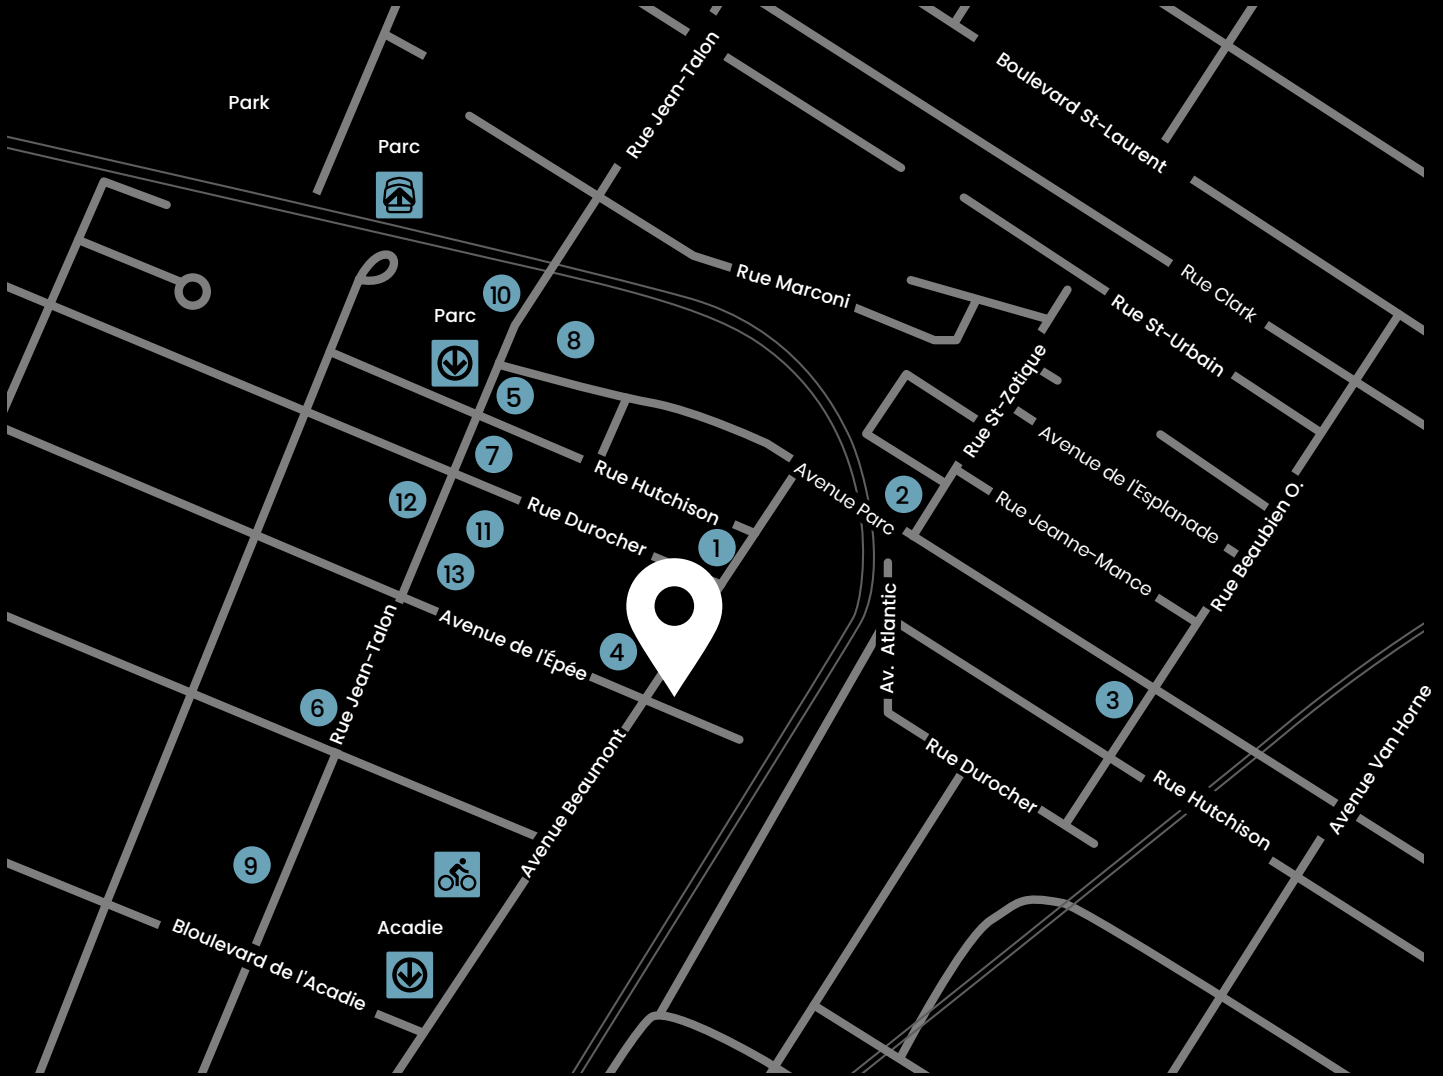 Rue Jean-Talon
Boulevard St-Laurent
Park
Parc
Rue Marconi
Rue Clark
10
Parc
Rue St-Urbain
8
5
Rue St-Zotique
7
Rue Hutchison
Avenue Parc
Avenue de l'Esplanade
12
2
Rue Durocher
11
1
Rue Jeanne-Mance
Rue Beaubien O.
13
Avenue de l'Épée
4
Av. Atlantic
Rue Jean-Talon
6
3
Avenue Van Horne
Rue Durocher
Rue Hutchison
Avenue Beaumont
9
Bloulevard de l'Acadie
Acadie